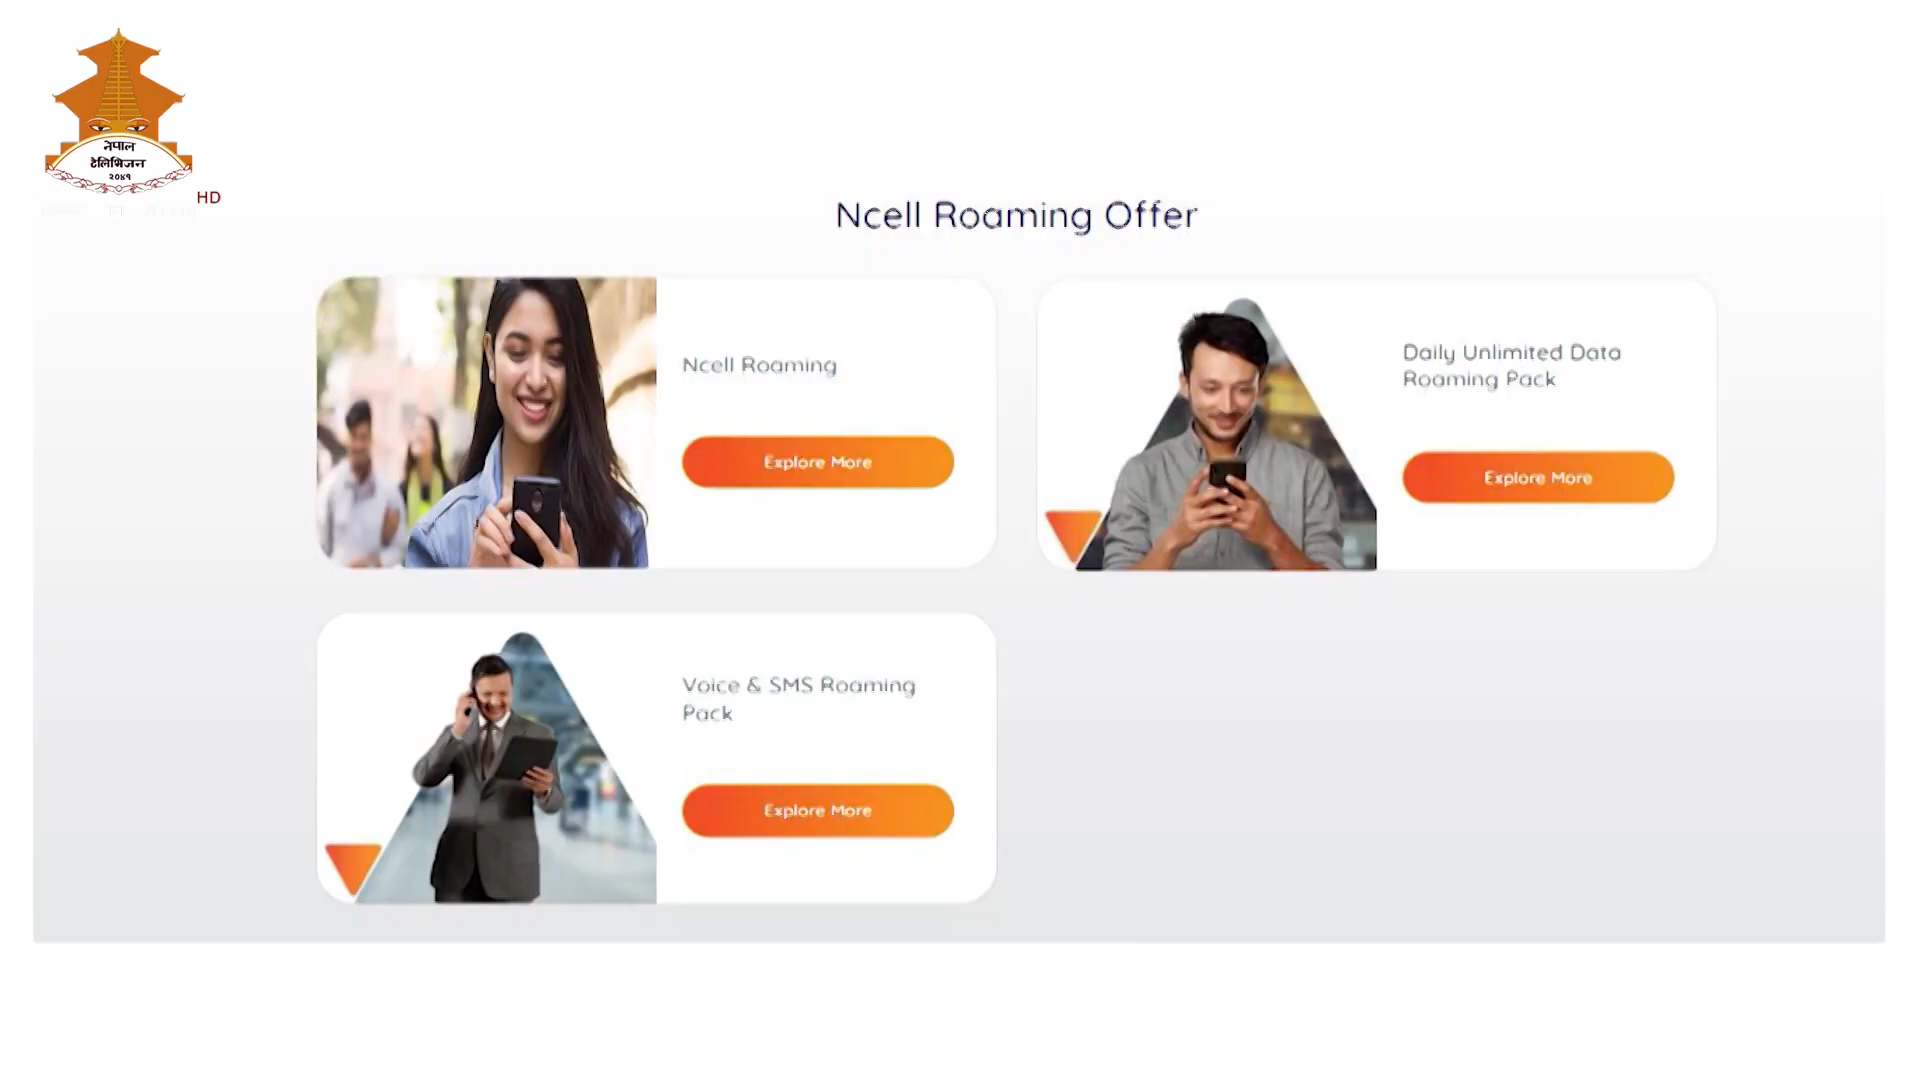 नेपाल
टेलिभिजन
२०४१
HD
Ncell Roaming Offer
Ncell Roaming
Explore More
Daily Unlimited Data
Roaming Pack
Explore More
Voice & SMS Roaming
Pack
Explore More